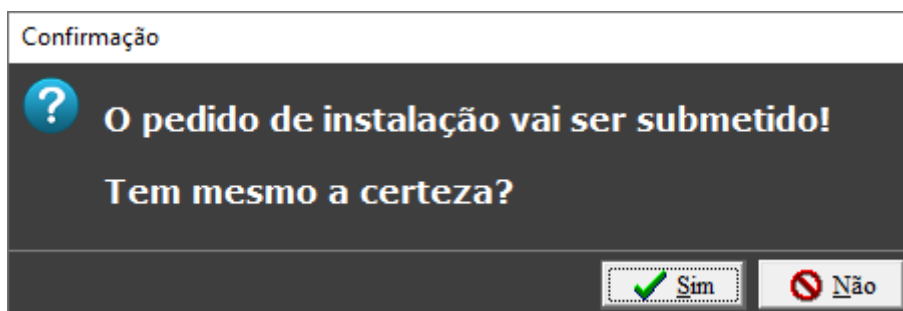 Confirmação
O pedido de instalação vai ser submetido!
Tem mesmo a certeza?
Sim
Não